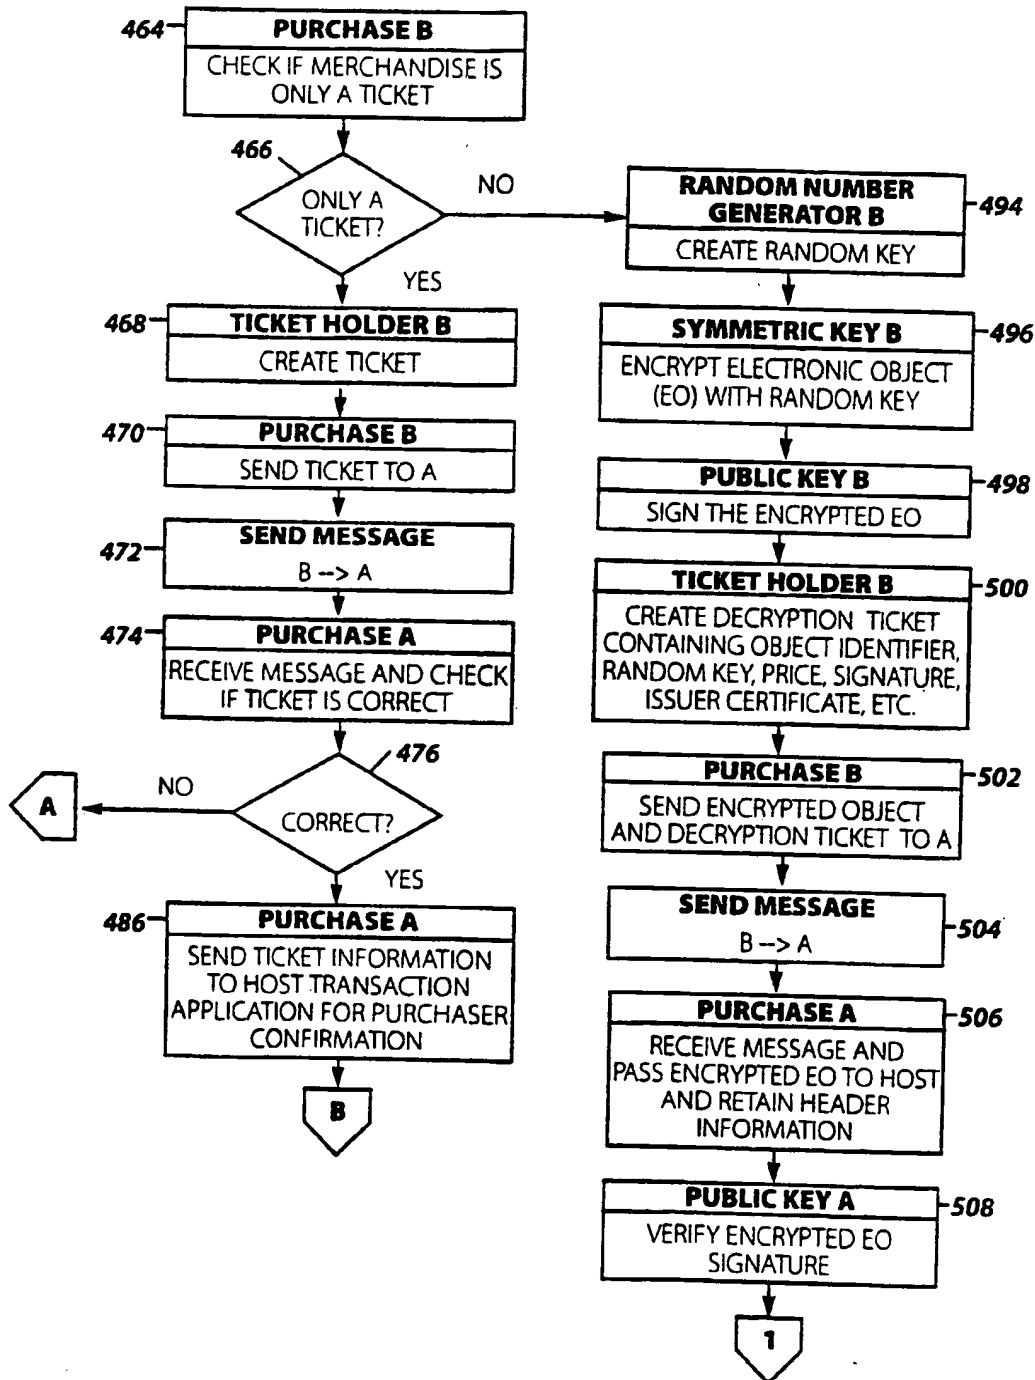 464
PURCHASE B
CHECK IF MERCHANDISE IS
ONLY A TICKET
466
ONLY A
TICKET?
NO
YES
468
TICKET HOLDER B
CREATE TICKET
470
PURCHASE B
SEND TICKET TO A
472
SEND MESSAGE
B --> A
474
PURCHASE A
RECEIVE MESSAGE AND CHECK
IF TICKET IS CORRECT
476
CORRECT?
NO
A
YES
486
PURCHASE A
SEND TICKET INFORMATION
TO HOST TRANSACTION
APPLICATION FOR PURCHASER
CONFIRMATION
B
RANDOM NUMBER
GENERATOR B
494
CREATE RANDOM KEY
SYMMETRIC KEY B
496
ENCRYPT ELECTRONIC OBJECT
(EO) WITH RANDOM KEY
PUBLIC KEY B
498
SIGN THE ENCRYPTED EO
TICKET HOLDER B
500
CREATE DECRYPTION TICKET
CONTAINING OBJECT IDENTIFIER,
RANDOM KEY, PRICE, SIGNATURE,
ISSUER CERTIFICATE, ETC.
PURCHASE B
502
SEND ENCRYPTED OBJECT
AND DECRYPTION TICKET TO A
SEND MESSAGE
504
B --> A
PURCHASE A
506
RECEIVE MESSAGE AND
PASS ENCRYPTED EO TO HOST
AND RETAIN HEADER
INFORMATION
PUBLIC KEY A
508
VERIFY ENCRYPTED EO
SIGNATURE
1